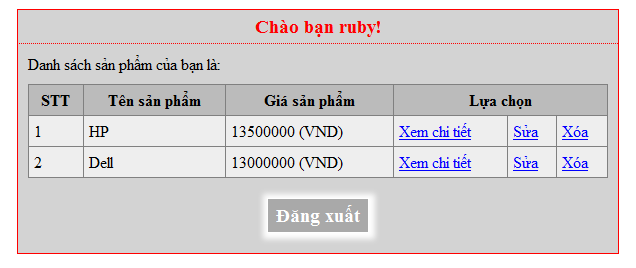 Chào bạn ruby!
Danh sách sản phẩm của bạn là:
STT Tên sản phẩm Giá sản phẩm Lựa chọn
1 HP 13500000 (VND) Xem chi tiết Sửa Xóa
2 Dell 13000000 (VND) Xem chi tiết Sửa Xóa
Đăng xuất